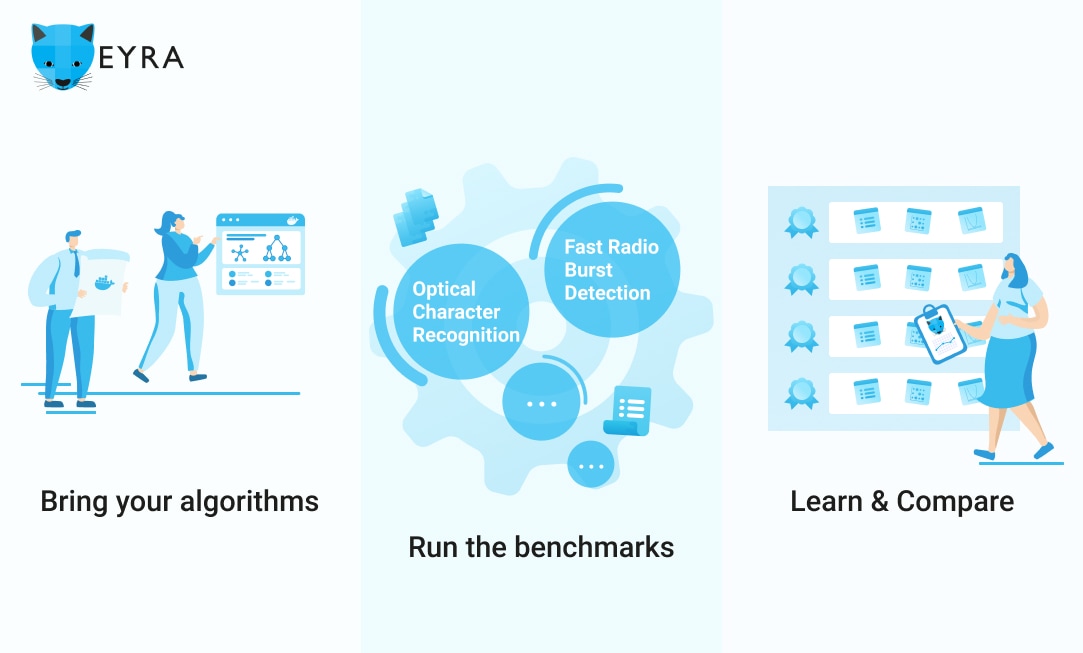 EYRA
Bring your algorithms
Optical
Character
Recognition
Fast Radio
Burst
Detection
...
...
Run the benchmarks
Learn & Compare